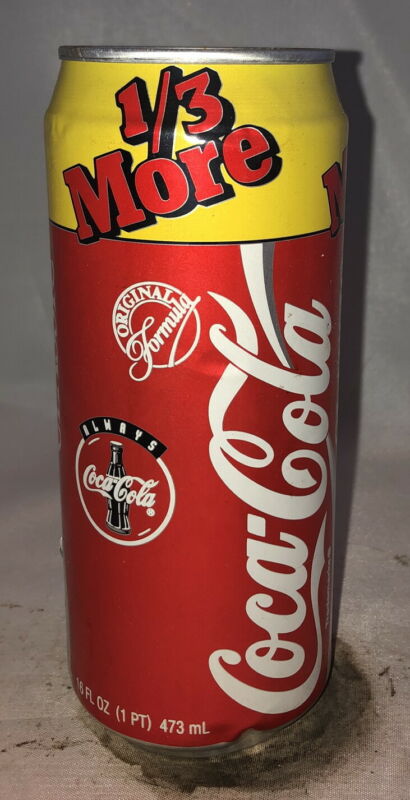 1/3
More
ORIGINAL
Formula
ALWAYS
Coca-Cola
®
Coca-Cola
16 FL OZ (1 PT) 473 mL